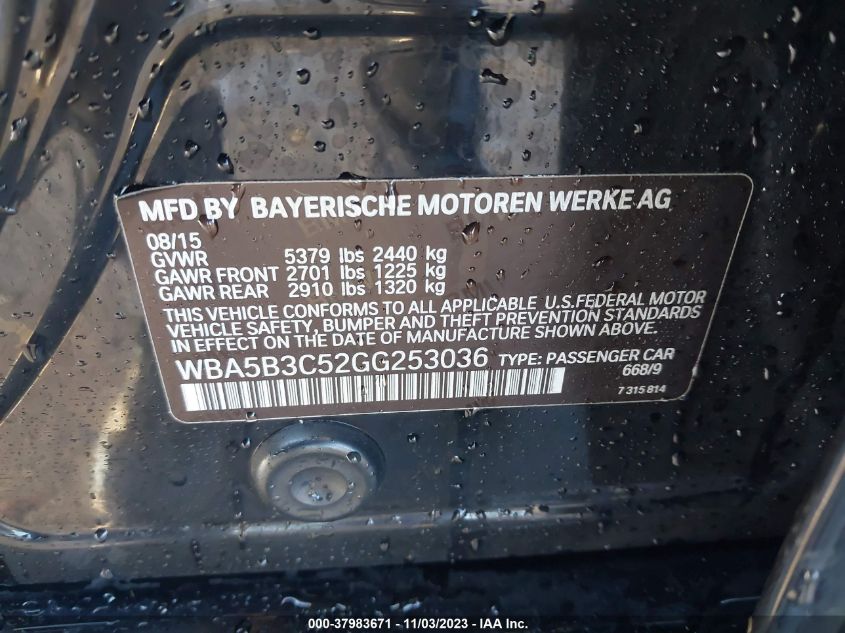 MFD BY BAYERISCHE MOTOREN WERKE AG
08/15
GVWR 5379 lbs 2440 kg
GAWR FRONT 2701 lbs 1225 kg
GAWR REAR 2910 lbs 1320 kg
THIS VEHICLE CONFORMS TO ALL APPLICABLE U.S.FEDERAL MOTOR
VEHICLE SAFETY, BUMPER AND THEFT PREVENTION STANDARDS
IN EFFECT ON THE DATE OF MANUFACTURE SHOWN ABOVE.
WBA5B3C52GG253036 TYPE: PASSENGER CAR
668/9
7 315 814
000-37983671 - 11/03/2023 - IAA Inc.